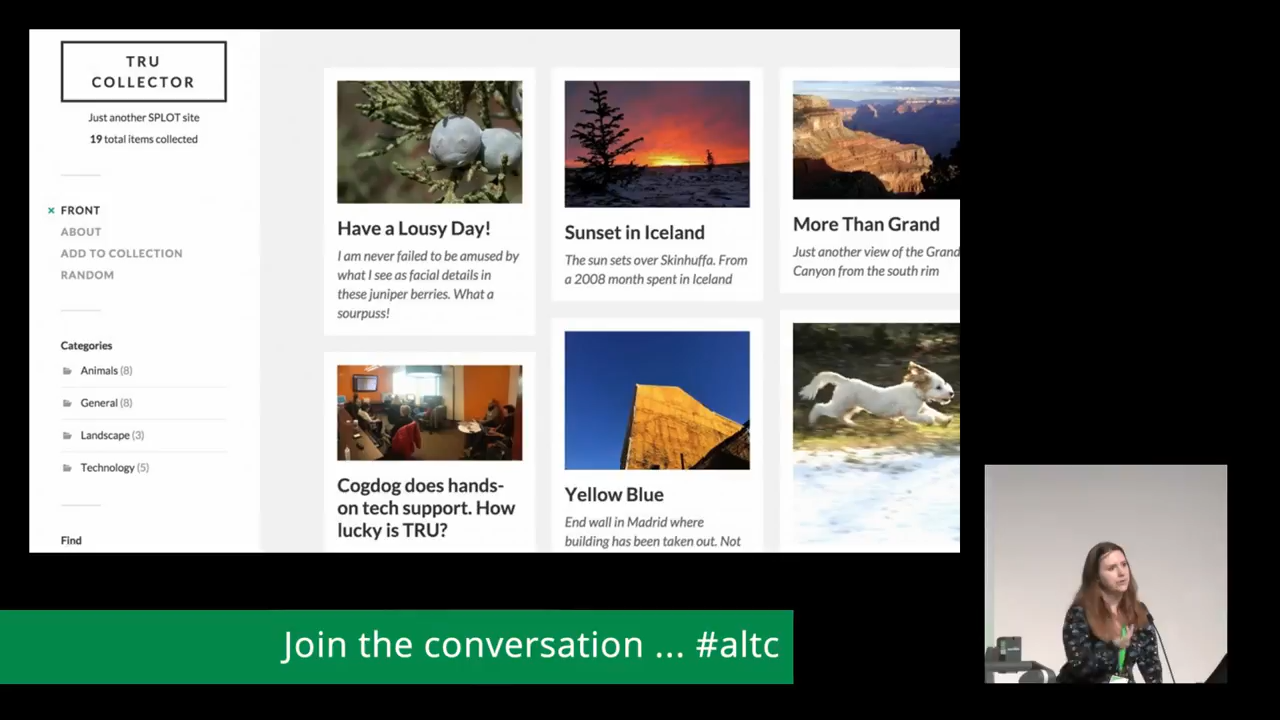 TRU
COLLECTOR
Just another SPLOT site
19 total items collected
× FRONT
ABOUT
ADD TO COLLECTION
RANDOM
Categories
Animals (8)
General (8)
Landscape (3)
Technology (5)
Find
Have a Lousy Day!
I am never failed to be amused by
what I see as facial details in
these juniper berries. What a
sourpuss!
Cogdog does hands-
on tech support. How
lucky is TRU?
Sunset in Iceland
The sun sets over Skinhuffa. From
a 2008 month spent in Iceland
Yellow Blue
End wall in Madrid where
building has been taken out. Not
More Than Grand
Just another view of the Grand
Canyon from the south rim
Join the conversation ... #altc